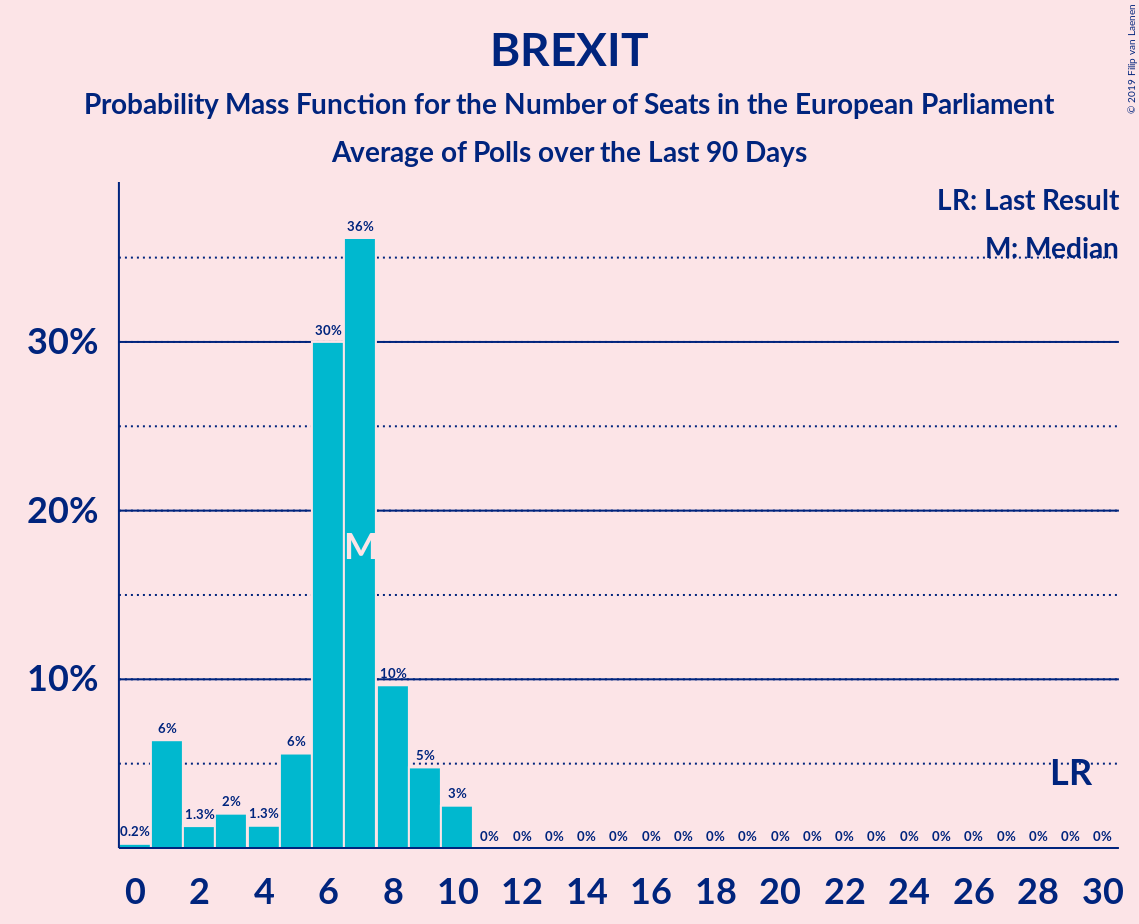 BREXIT
Probability Mass Function for the Number of Seats in the European Parliament
Average of Polls over the Last 90 Days
© 2019 Filip van Laenen
LR: Last Result
M: Median
36%
30%
30%
20%
M
10%
10%
6%
6%
5%
LR
3%
0.2%
1.3%
2%
1.3%
0% 0% 0% 0% 0% 0% 0% 0% 0% 0% 0% 0% 0% 0% 0% 0% 0% 0% 0% 0%
0 2 4 6 8 10 12 14 16 18 20 22 24 26 28 30